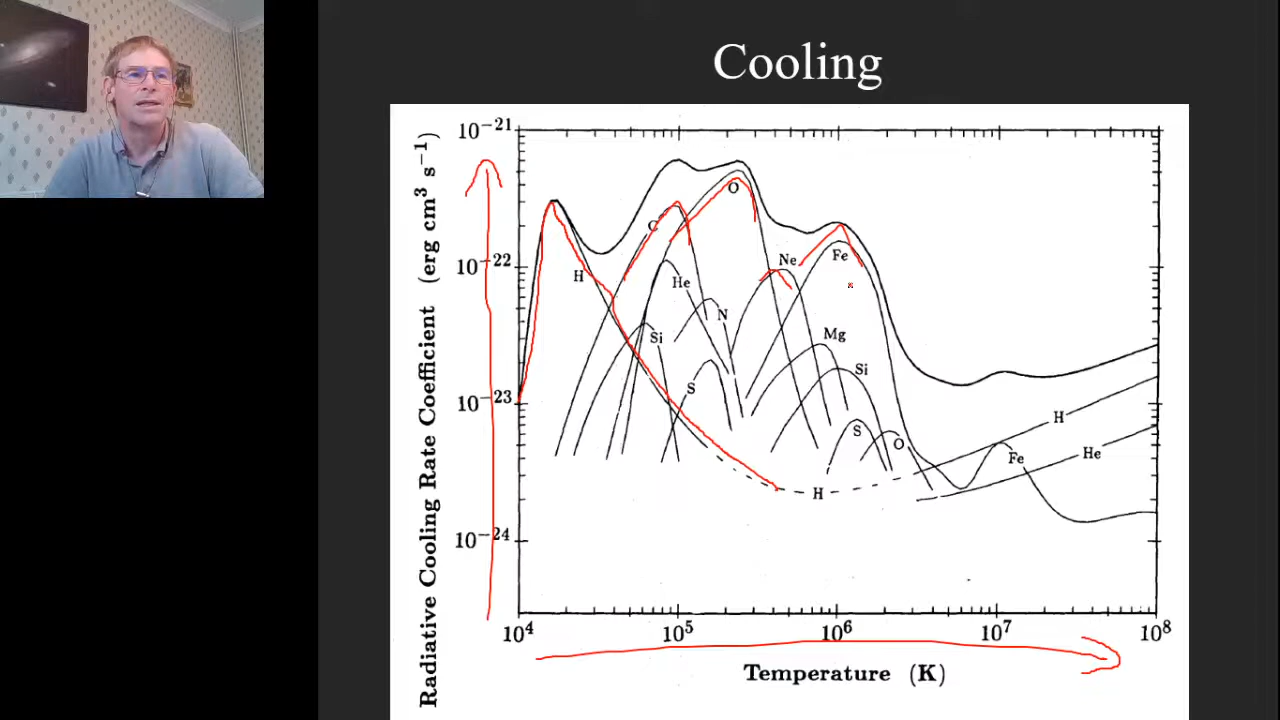 Cooling
Radiative Cooling Rate Coefficient (erg cm³ s⁻¹)
10⁻²¹
10⁻²²
10⁻²³
10⁻²⁴
O
C
H
He
Ne
Fe
N
Si
Mg
S
Si
S
O
H
H
He
Fe
10⁴ 10⁵ 10⁶ 10⁷ 10⁸
Temperature (K)